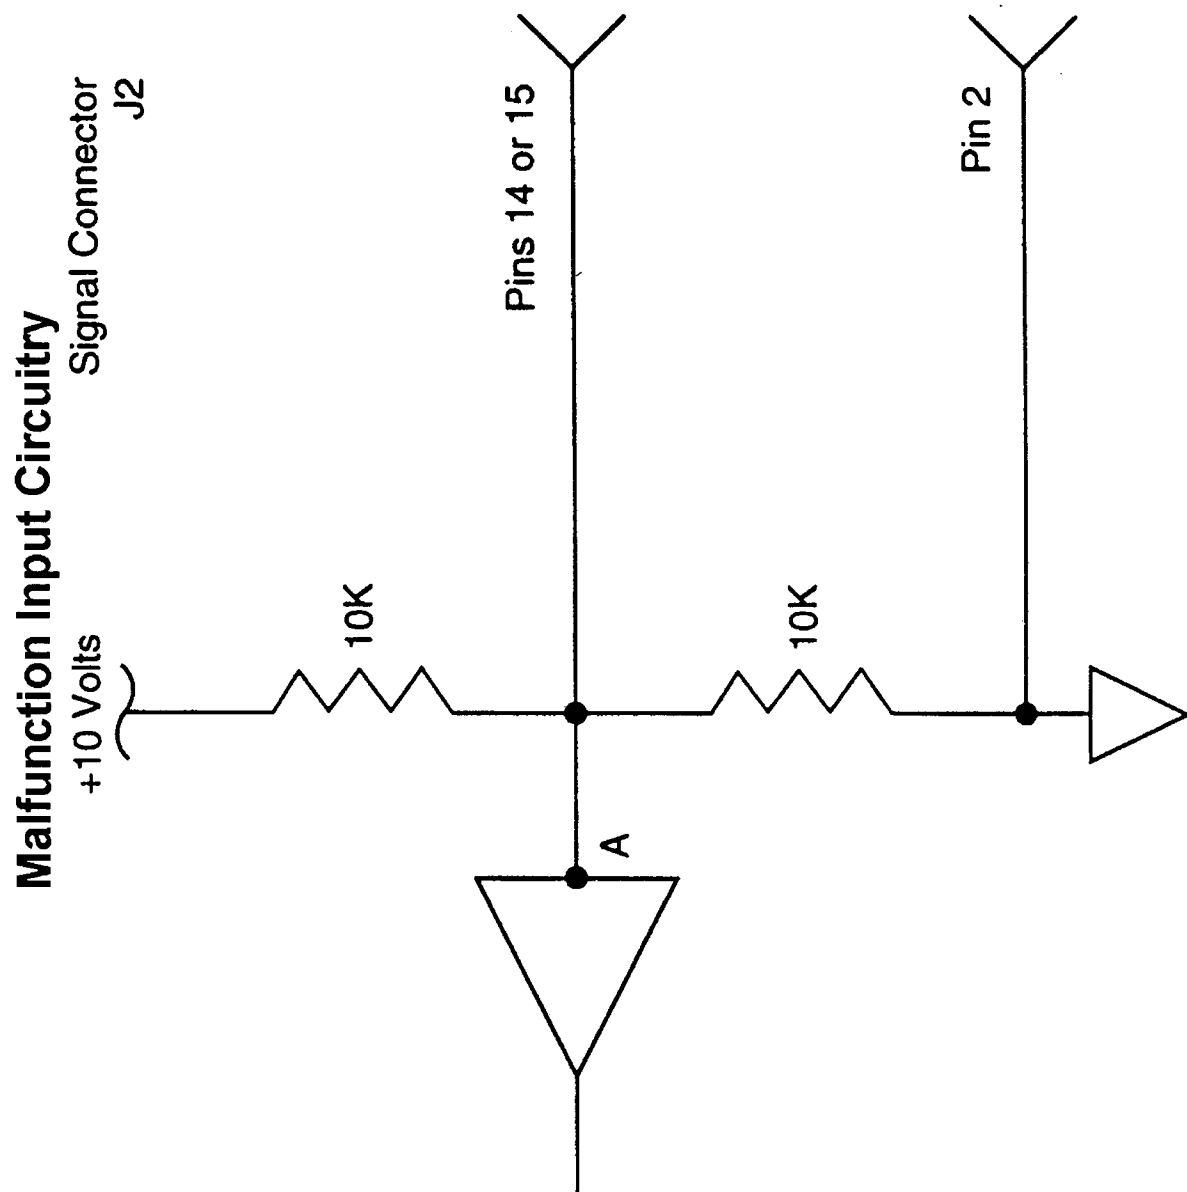 Malfunction Input Circuitry
+10 Volts
Signal Connector
J2
10K
Pins 14 or 15
A
10K
Pin 2